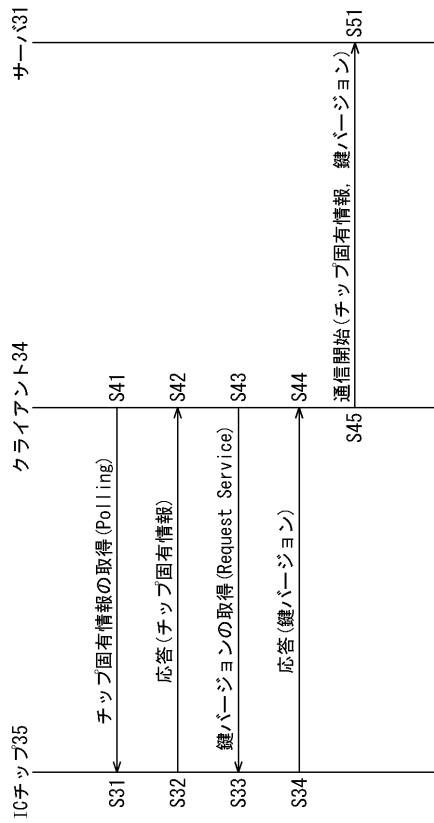 ICチップ35
クライアント34
サーバ31
チップ固有情報の取得(Polling)
S31
S41
応答(チップ固有情報)
S32
S42
鍵バージョンの取得(Request Service)
S33
S43
応答(鍵バージョン)
S34
S44
通信開始(チップ固有情報, 鍵バージョン)
S45
S51